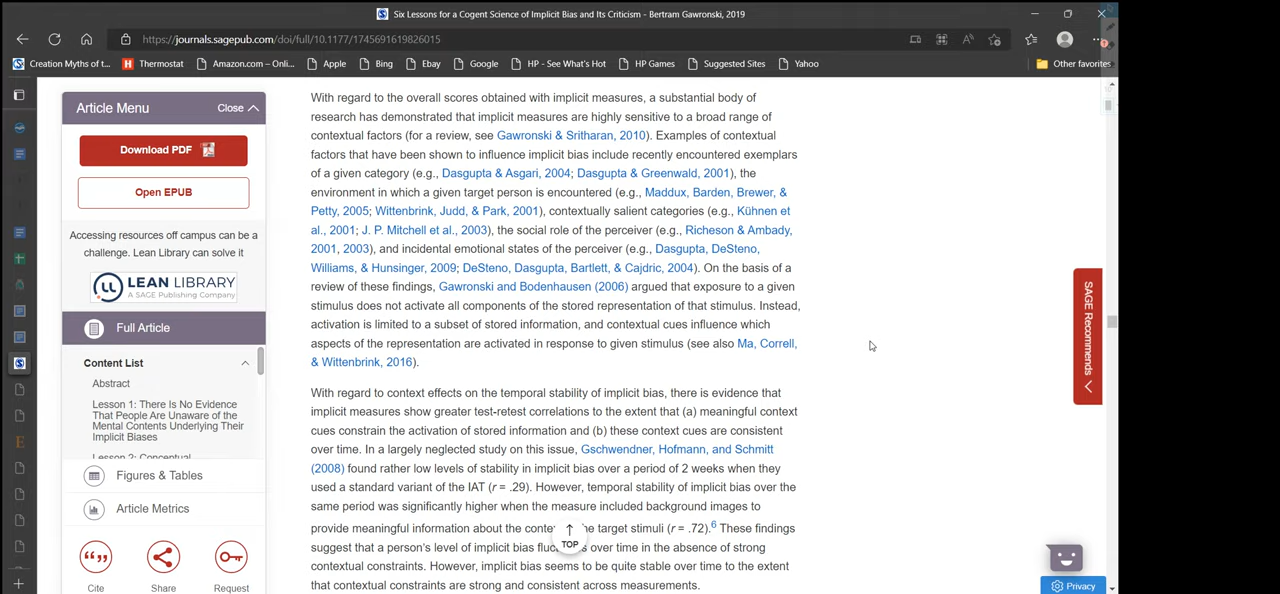 Six Lessons for a Cogent Science of Implicit Bias and Its Criticism - Bertram Gawronski, 2019
https://journals.sagepub.com/doi/full/10.1177/1745691619826015
Creation Myths of t...
Thermostat
Amazon.com – Onli...
Apple
Bing
Ebay
Google
HP - See What's Hot
HP Games
Suggested Sites
Yahoo
Other favorites
Article Menu
Close
Download PDF
Open EPUB
Accessing resources off campus can be a
challenge. Lean Library can solve it
LEAN LIBRARY
A SAGE Publishing Company
Full Article
Content List
Abstract
Lesson 1: There Is No Evidence
That People Are Unaware of the
Mental Contents Underlying Their
Implicit Biases
Lesson 2: Conceptual
Figures & Tables
Article Metrics
Cite
Share
Request
With regard to the overall scores obtained with implicit measures, a substantial body of
research has demonstrated that implicit measures are highly sensitive to a broad range of
contextual factors (for a review, see Gawronski & Sritharan, 2010). Examples of contextual
factors that have been shown to influence implicit bias include recently encountered exemplars
of a given category (e.g., Dasgupta & Asgari, 2004; Dasgupta & Greenwald, 2001), the
environment in which a given target person is encountered (e.g., Maddux, Barden, Brewer, &
Petty, 2005; Wittenbrink, Judd, & Park, 2001), contextually salient categories (e.g., Kühnen et
al., 2001; J. P. Mitchell et al., 2003), the social role of the perceiver (e.g., Richeson & Ambady,
2001, 2003), and incidental emotional states of the perceiver (e.g., Dasgupta, DeSteno,
Williams, & Hunsinger, 2009; DeSteno, Dasgupta, Bartlett, & Cajdric, 2004). On the basis of a
review of these findings, Gawronski and Bodenhausen (2006) argued that exposure to a given
stimulus does not activate all components of the stored representation of that stimulus. Instead,
activation is limited to a subset of stored information, and contextual cues influence which
aspects of the representation are activated in response to given stimulus (see also Ma, Correll,
& Wittenbrink, 2016).
With regard to context effects on the temporal stability of implicit bias, there is evidence that
implicit measures show greater test-retest correlations to the extent that (a) meaningful context
cues constrain the activation of stored information and (b) these context cues are consistent
over time. In a largely neglected study on this issue, Gschwendner, Hofmann, and Schmitt
(2008) found rather low levels of stability in implicit bias over a period of 2 weeks when they
used a standard variant of the IAT (r = .29). However, temporal stability of implicit bias over the
same period was significantly higher when the measure included background images to
provide meaningful information about the target stimuli (r = .72).6 These findings
suggest that a person's level of implicit bias over time in the absence of strong
contextual constraints. However, implicit bias seems to be quite stable over time to the extent
that contextual constraints are strong and consistent across measurements.
TOP
SAGE Recommends
Privacy